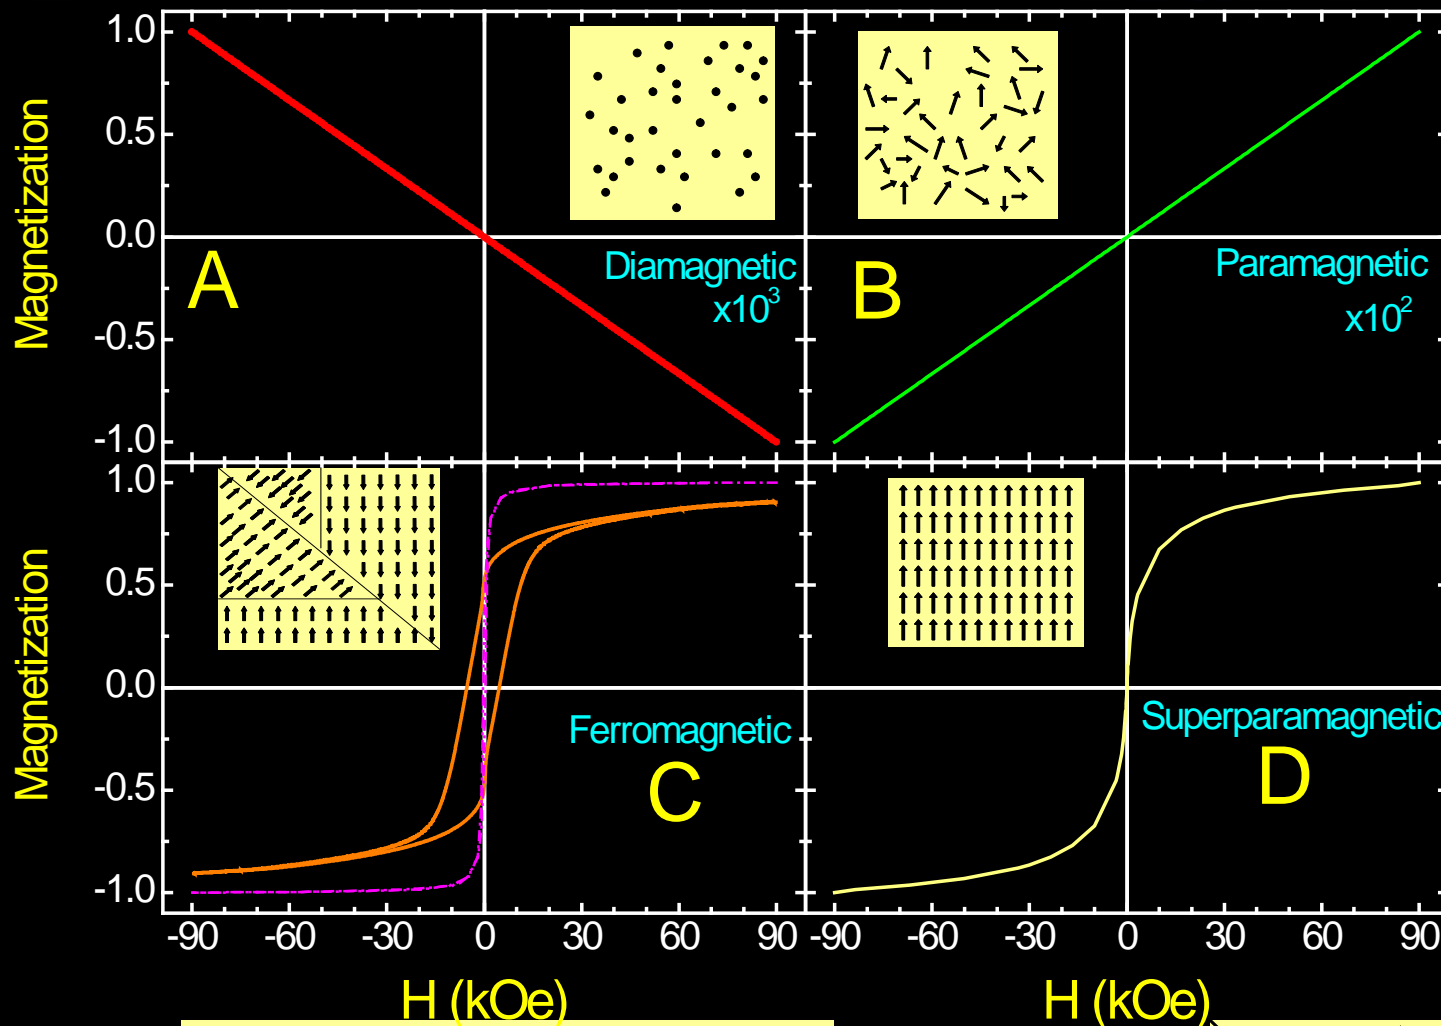 Magnetization
1.0
0.5
0.0
-0.5
-1.0
A
Diamagnetic
x10³
B
Paramagnetic
x10²
Magnetization
1.0
0.5
0.0
-0.5
-1.0
Ferromagnetic
C
Superparamagnetic
D
-90 -60 -30 0 30 60 90 -90 -60 -30 0 30 60 90
H (kOe) H (kOe)